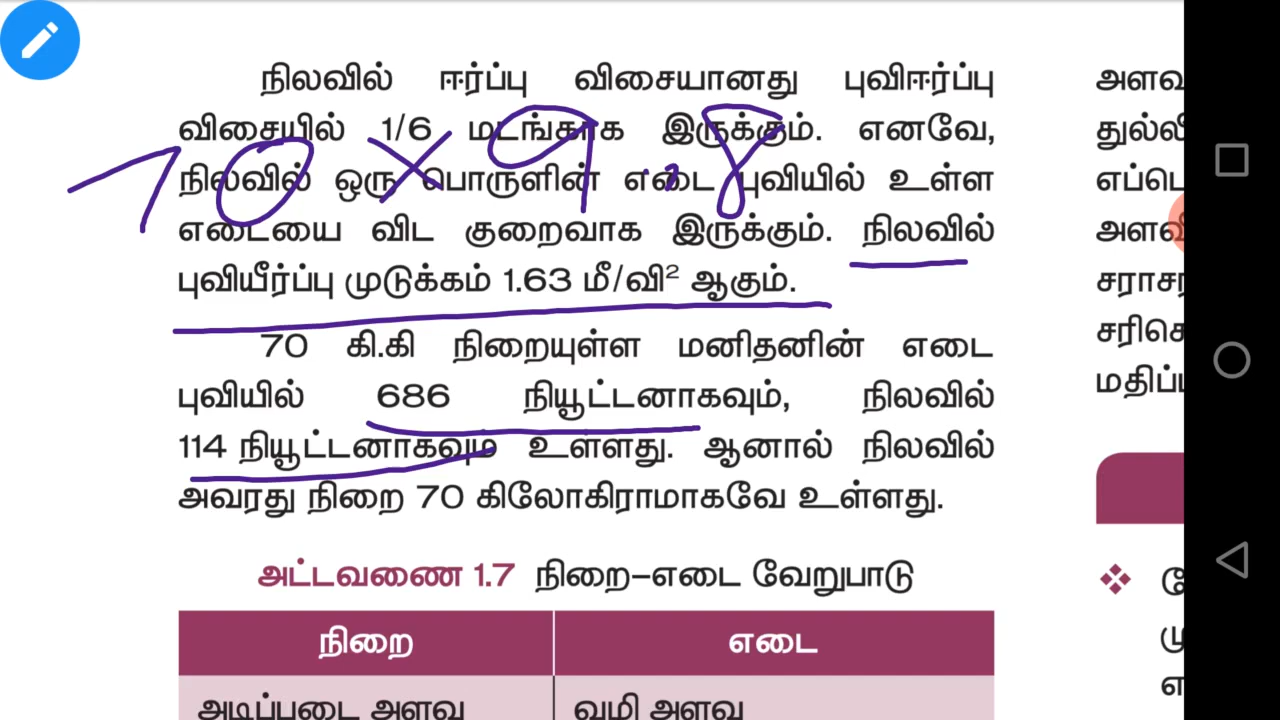 நிலவில் ஈர்ப்பு விசையானது புவிஈர்ப்பு
விசையில் 1/6 மடங்காக இருக்கும். எனவே,
70 × 9.8
நிலவில் ஒரு பொருளின் எடை புவியில் உள்ள
எடையை விட குறைவாக இருக்கும். நிலவில்
புவியீர்ப்பு முடுக்கம் 1.63 மீ/வி² ஆகும்.
70 கி.கி நிறையுள்ள மனிதனின் எடை
புவியில் 686 நியூட்டனாகவும், நிலவில்
114 நியூட்டனாகவும் உள்ளது. ஆனால் நிலவில்
அவரது நிறை 70 கிலோகிராமாகவே உள்ளது.
அட்டவணை 1.7 நிறை–எடை வேறுபாடு
நிறை எடை
அடிப்படை அளவு வழி அளவு